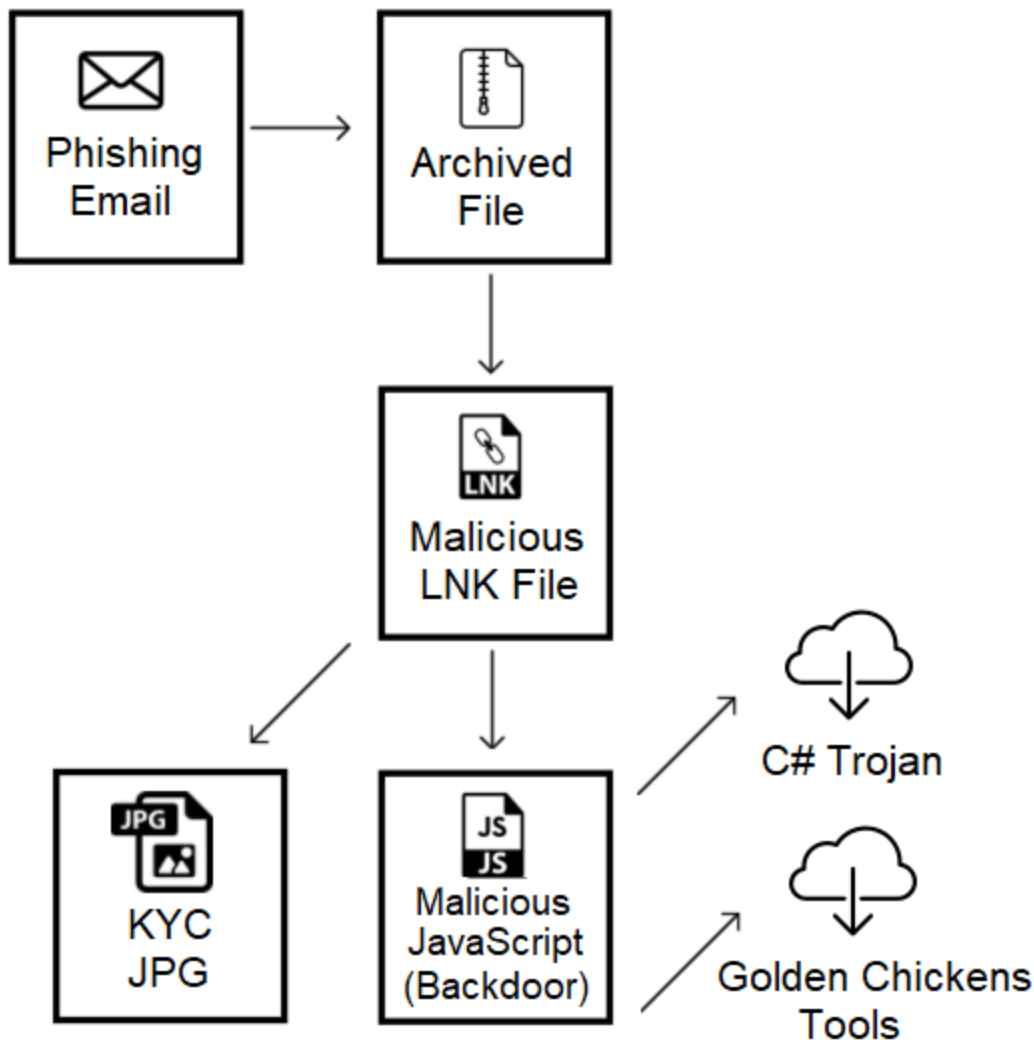 Phishing
Email
Archived
File
LNK
Malicious
LNK File
C# Trojan
JPG
KYC
JPG
JS
JS
Malicious
JavaScript
(Backdoor)
Golden Chickens
Tools